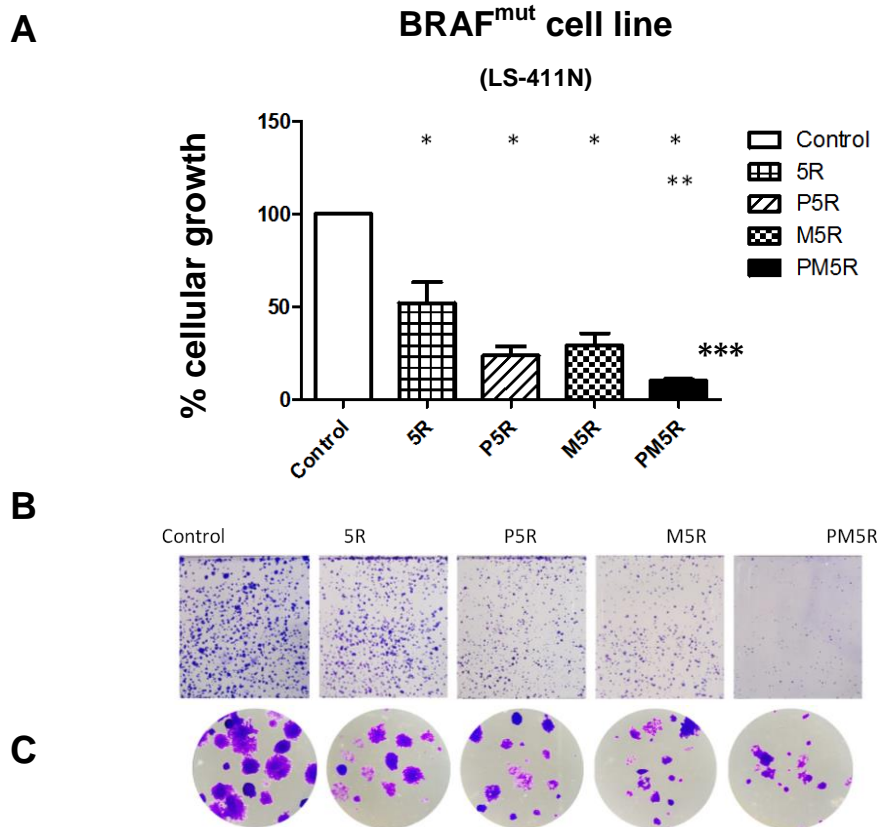 A
BRAFmut cell line
(LS-411N)
% cellular growth
150
100
50
0
* * * *
**
***
Control
5R
P5R
M5R
PM5R
Control 5R P5R M5R PM5R
B
Control 5R P5R M5R PM5R
C